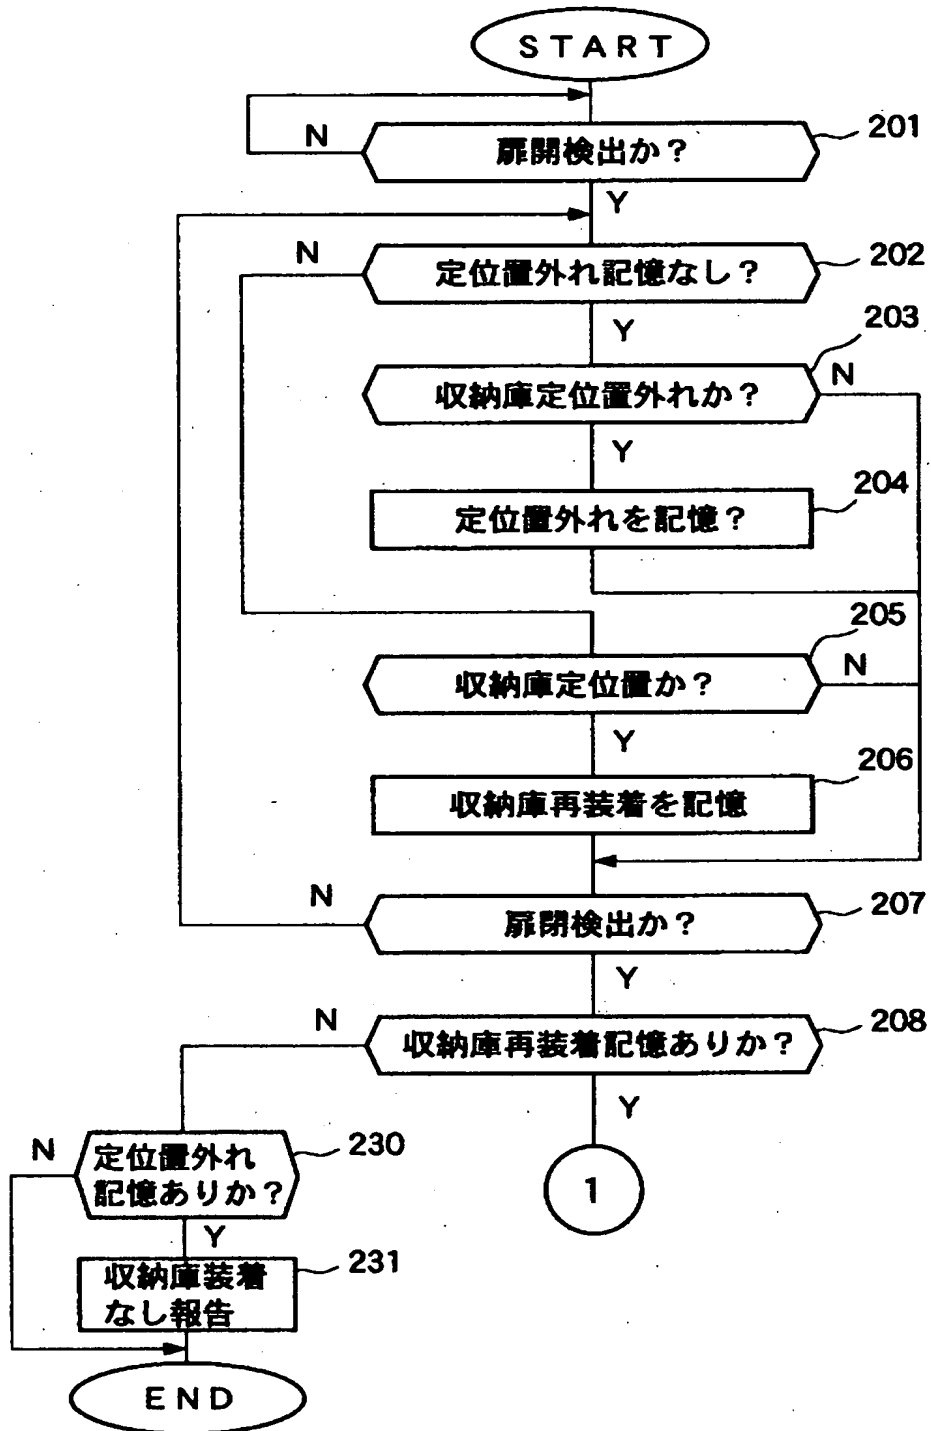 START
N
扉開検出か？
201
Y
N
定位置外れ記憶なし？
202
Y
203
収納庫定位置外れか？
N
Y
204
定位置外れを記憶？
205
収納庫定位置か？
N
Y
206
収納庫再装着を記憶
N
扉閉検出か？
207
Y
N
収納庫再装着記憶ありか？
208
Y
N
定位置外れ
記憶ありか？
230
1
Y
収納庫装着
なし報告
231
END